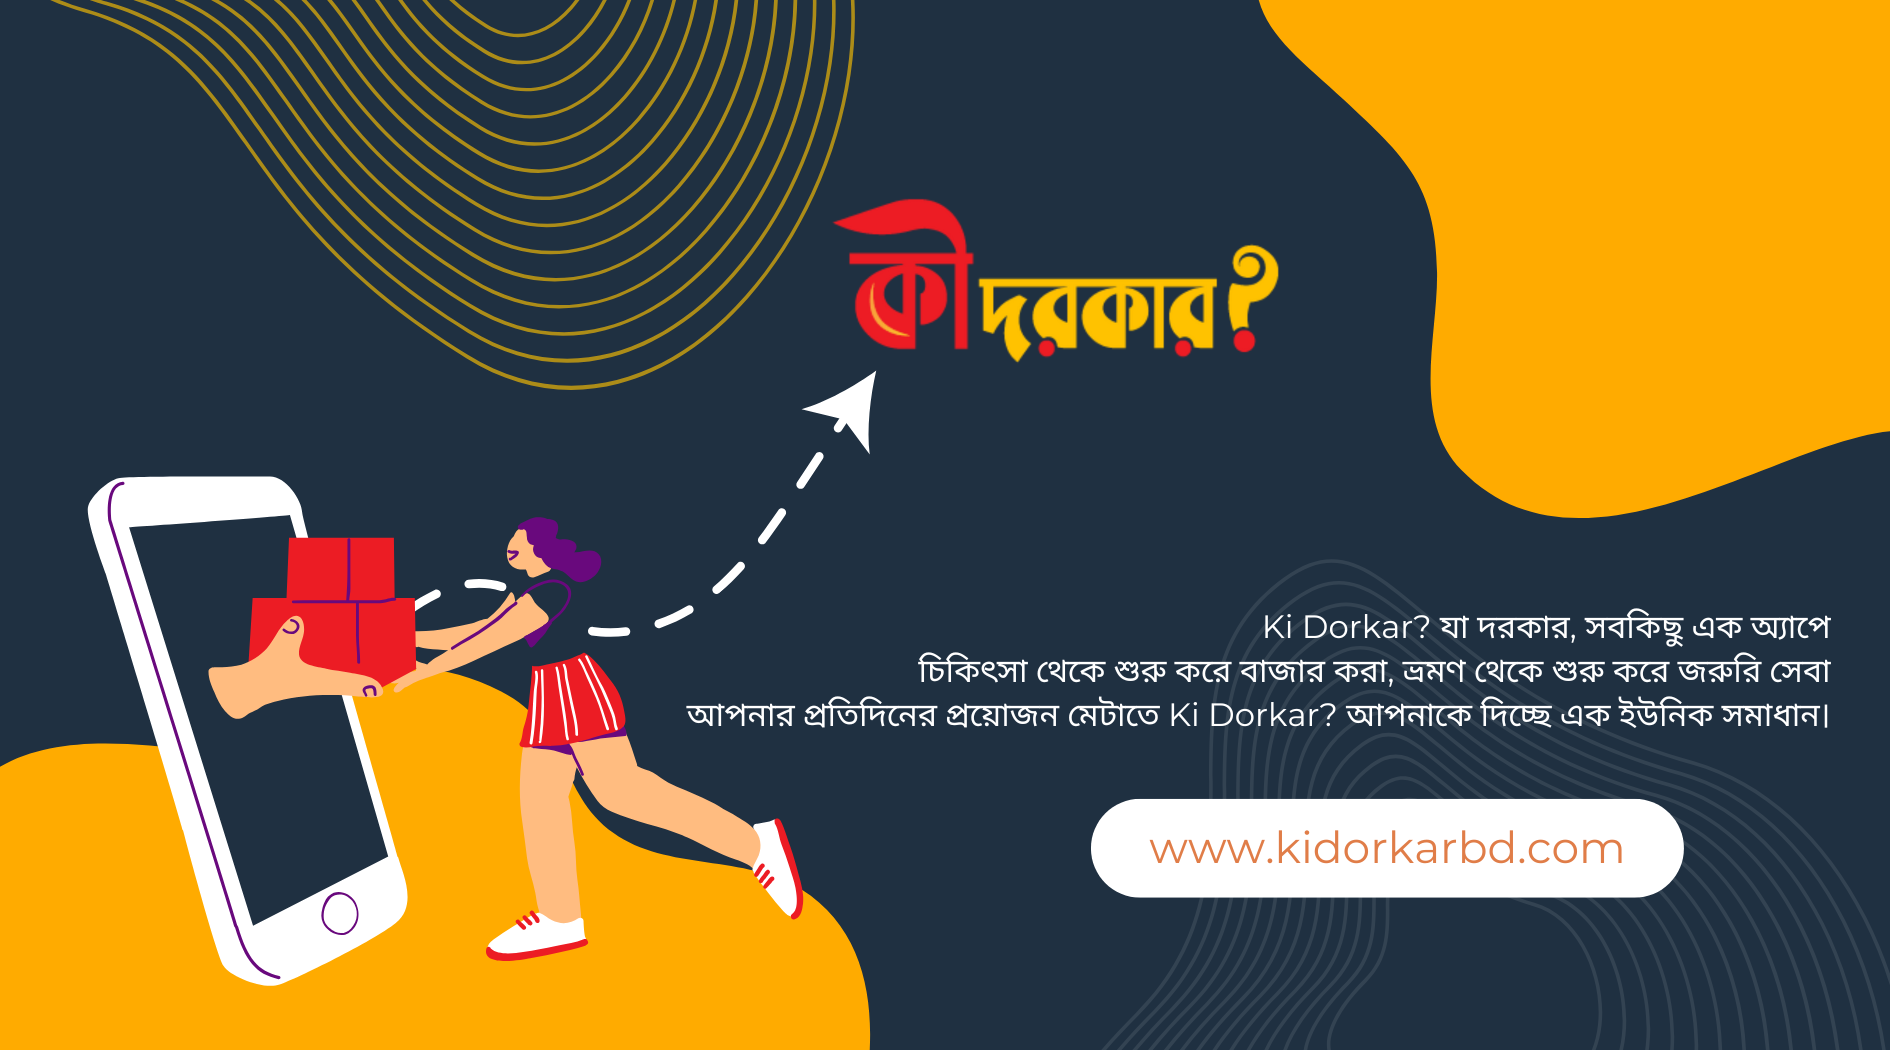 কী দরকার?
Ki Dorkar? যা দরকার, সবকিছু এক অ্যাপে
চিকিৎসা থেকে শুরু করে বাজার করা, ভ্রমণ থেকে শুরু করে জরুরি সেবা
আপনার প্রতিদিনের প্রয়োজন মেটাতে Ki Dorkar? আপনাকে দিচ্ছে এক ইউনিক সমাধান।
www.kidorkarbd.com